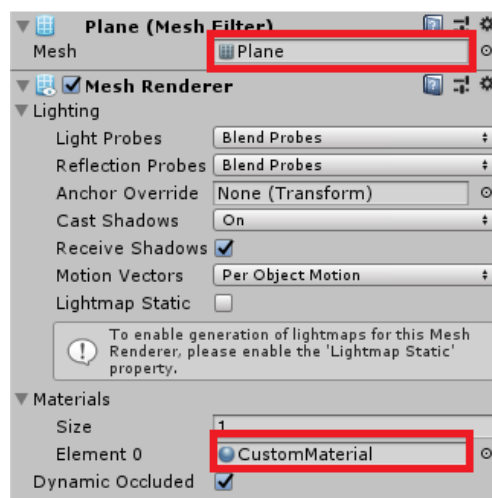 Plane (Mesh Filter)
Mesh Plane
Mesh Renderer
Lighting
Light Probes Blend Probes
Reflection Probes Blend Probes
Anchor Override None (Transform)
Cast Shadows On
Receive Shadows
Motion Vectors Per Object Motion
Lightmap Static
To enable generation of lightmaps for this Mesh
Renderer, please enable the 'Lightmap Static'
property.
Materials
Size 1
Element 0 CustomMaterial
Dynamic Occluded